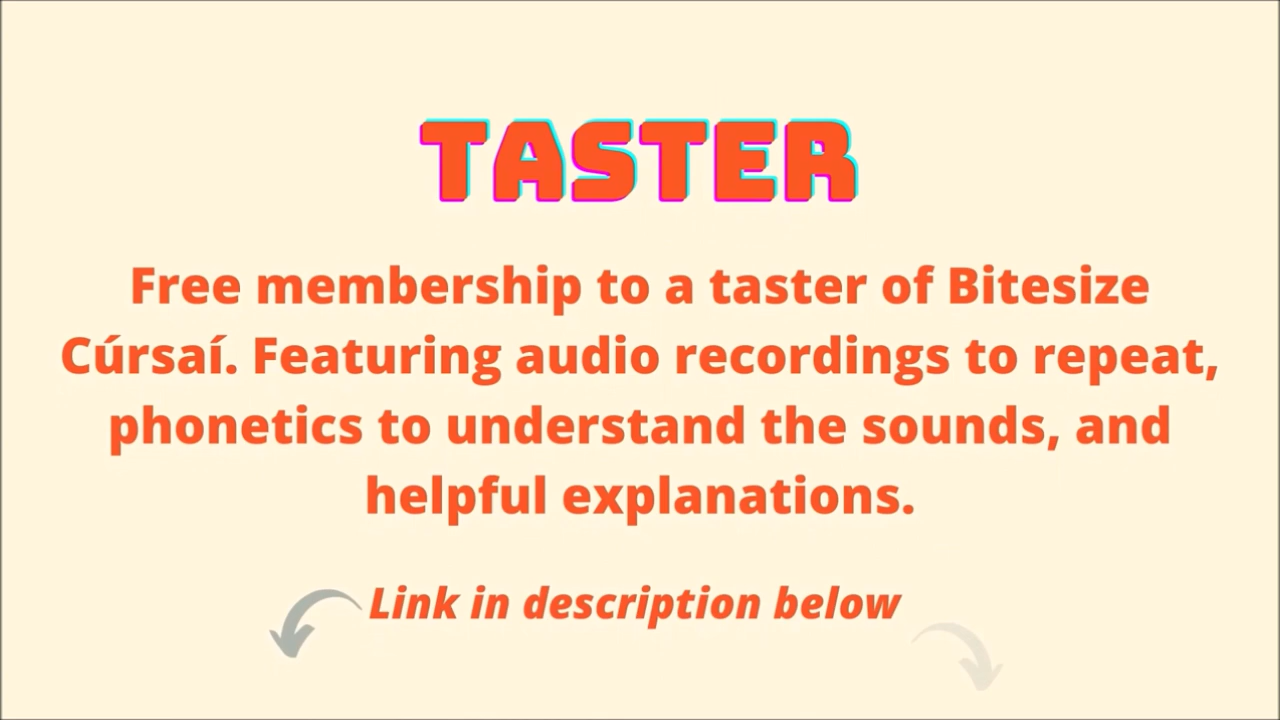 TASTER
Free membership to a taster of Bitesize
Cúrsaí. Featuring audio recordings to repeat,
phonetics to understand the sounds, and
helpful explanations.
Link in description below